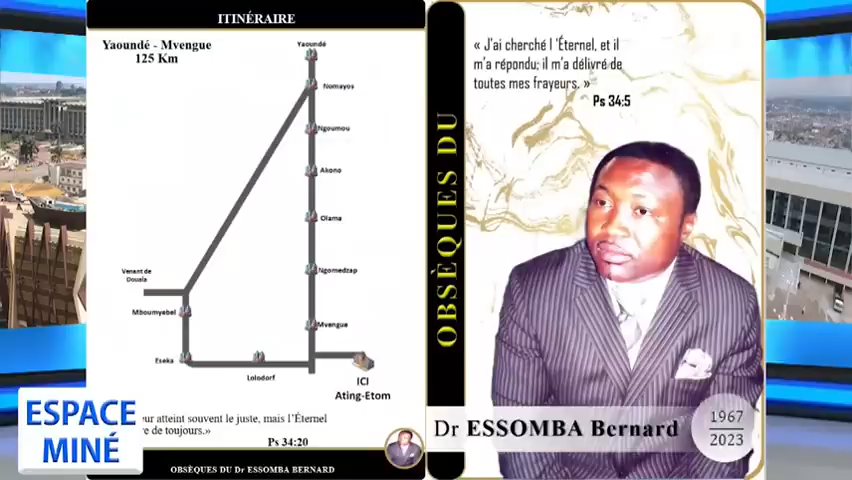 ITINÉRAIRE
Yaoundé - Mvengue
125 Km
Yaoundé
Nomayos
Ngoumou
Akono
Olama
Ngomedzap
Mvengue
Venant de
Douala
Mboumyebel
Eseka
Lolodorf
ICI
Ating-Etom
eur atteint souvent le juste, mais l'Éternel
re de toujours.»
Ps 34:20
OBSÈQUES DU Dr ESSOMBA BERNARD
ESPACE
MINÉ
OBSÈQUES DU
« J'ai cherché l 'Éternel, et il
m'a répondu; il m'a délivré de
toutes mes frayeurs. »
Ps 34:5
Dr ESSOMBA Bernard
1967
2023